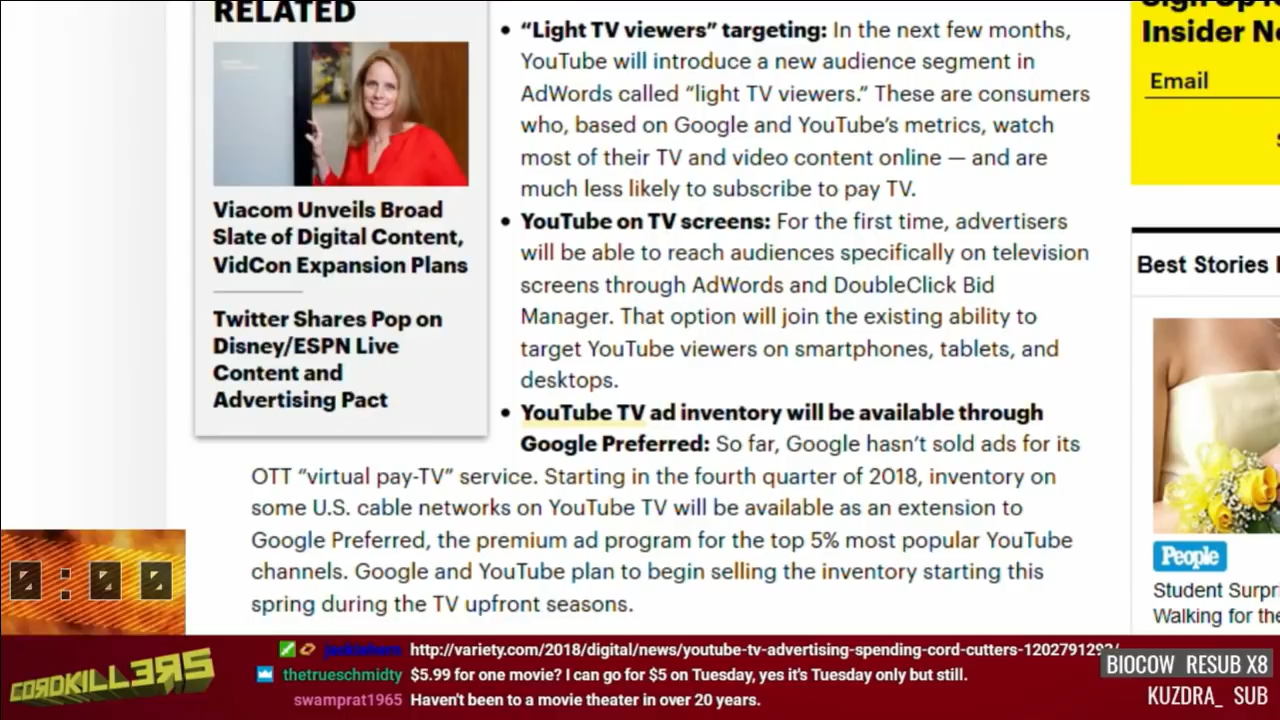 RELATED
Viacom Unveils Broad
Slate of Digital Content,
VidCon Expansion Plans
Twitter Shares Pop on
Disney/ESPN Live
Content and
Advertising Pact
• “Light TV viewers” targeting: In the next few months,
YouTube will introduce a new audience segment in
AdWords called “light TV viewers.” These are consumers
who, based on Google and YouTube’s metrics, watch
most of their TV and video content online — and are
much less likely to subscribe to pay TV.
• YouTube on TV screens: For the first time, advertisers
will be able to reach audiences specifically on television
screens through AdWords and DoubleClick Bid
Manager. That option will join the existing ability to
target YouTube viewers on smartphones, tablets, and
desktops.
• YouTube TV ad inventory will be available through
Google Preferred: So far, Google hasn’t sold ads for its
OTT “virtual pay-TV” service. Starting in the fourth quarter of 2018, inventory on
some U.S. cable networks on YouTube TV will be available as an extension to
Google Preferred, the premium ad program for the top 5% most popular YouTube
channels. Google and YouTube plan to begin selling the inventory starting this
spring during the TV upfront seasons.
Sign Up
Insider
Email
Best Stories
People
Student
Walking for
0:00
CORDKILL3RS
http://variety.com/2018/digital/news/youtube-tv-advertising-spending-cord-cutters-120279129
thetrueschmidty $5.99 for one movie? I can go for $5 on Tuesday, yes it's Tuesday only but still.
swamprat1965 Haven't been to a movie theater in over 20 years.
BIOCOW RESUB X8
KUZDRA_ SUB